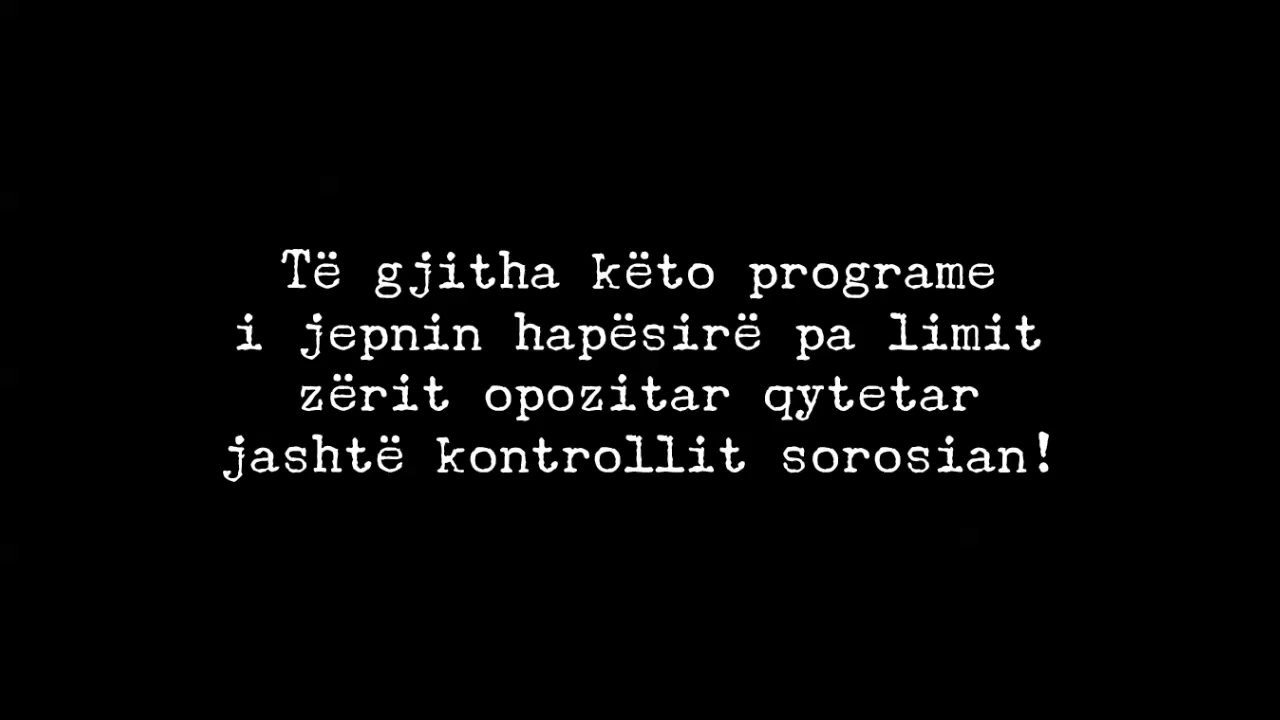 Të gjitha këto programe
i jepnin hapësirë pa limit
zërit opozitar qytetar
jashtë kontrollit sorosian!